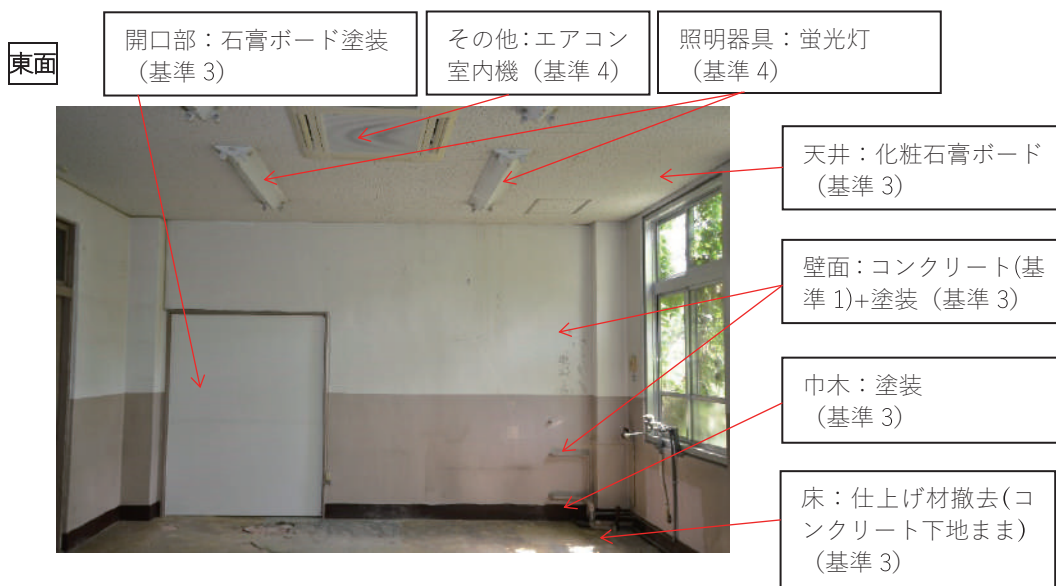 東面
開口部：石膏ボード塗装
（基準 3）
その他：エアコン
室内機（基準 4）
照明器具：蛍光灯
（基準 4）
天井：化粧石膏ボード
（基準 3）
壁面：コンクリート(基
準 1)+塗装（基準 3）
巾木：塗装
（基準 3）
床：仕上げ材撤去(コ
ンクリート下地まま)
（基準 3）